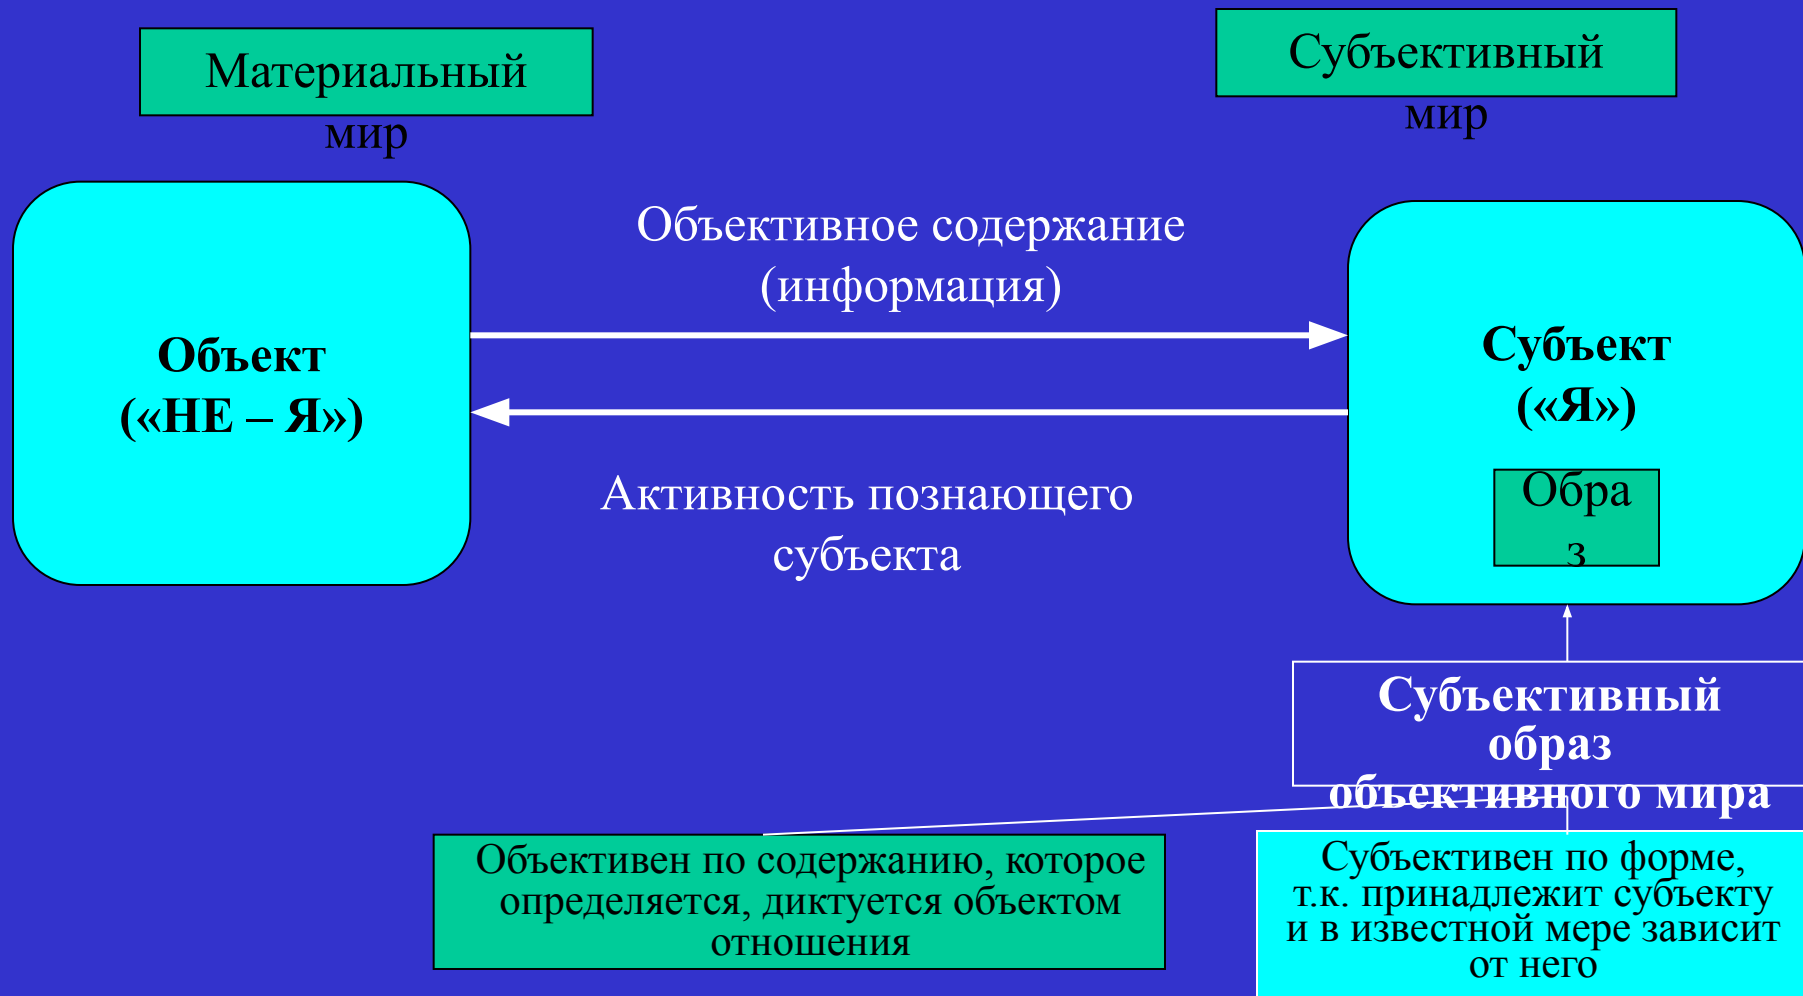 Материальный
мир
Субъективный
мир
Объективное содержание
(информация)
Объект
(«НЕ – Я»)
Субъект
(«Я»)
Обра
з
Активность познающего
субъекта
Субъективный
образ
объективного мира
Объективен по содержанию, которое
определяется, диктуется объектом
отношения
Субъективен по форме,
т.к. принадлежит субъекту
и в известной мере зависит
от него